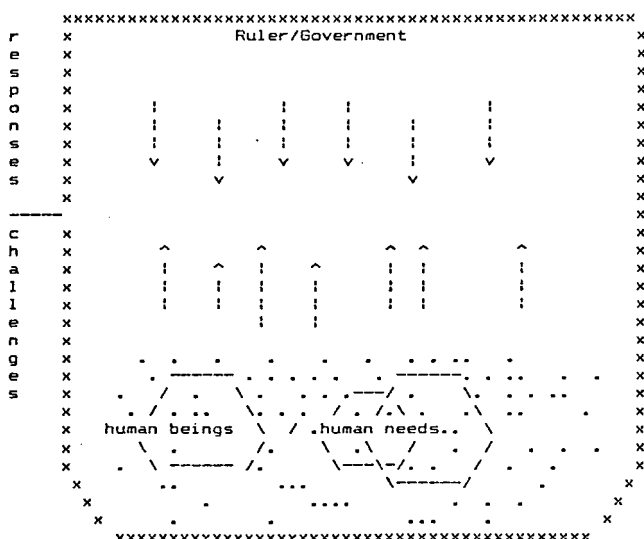 Ruler/Government
responses
challenges
human beings
human needs